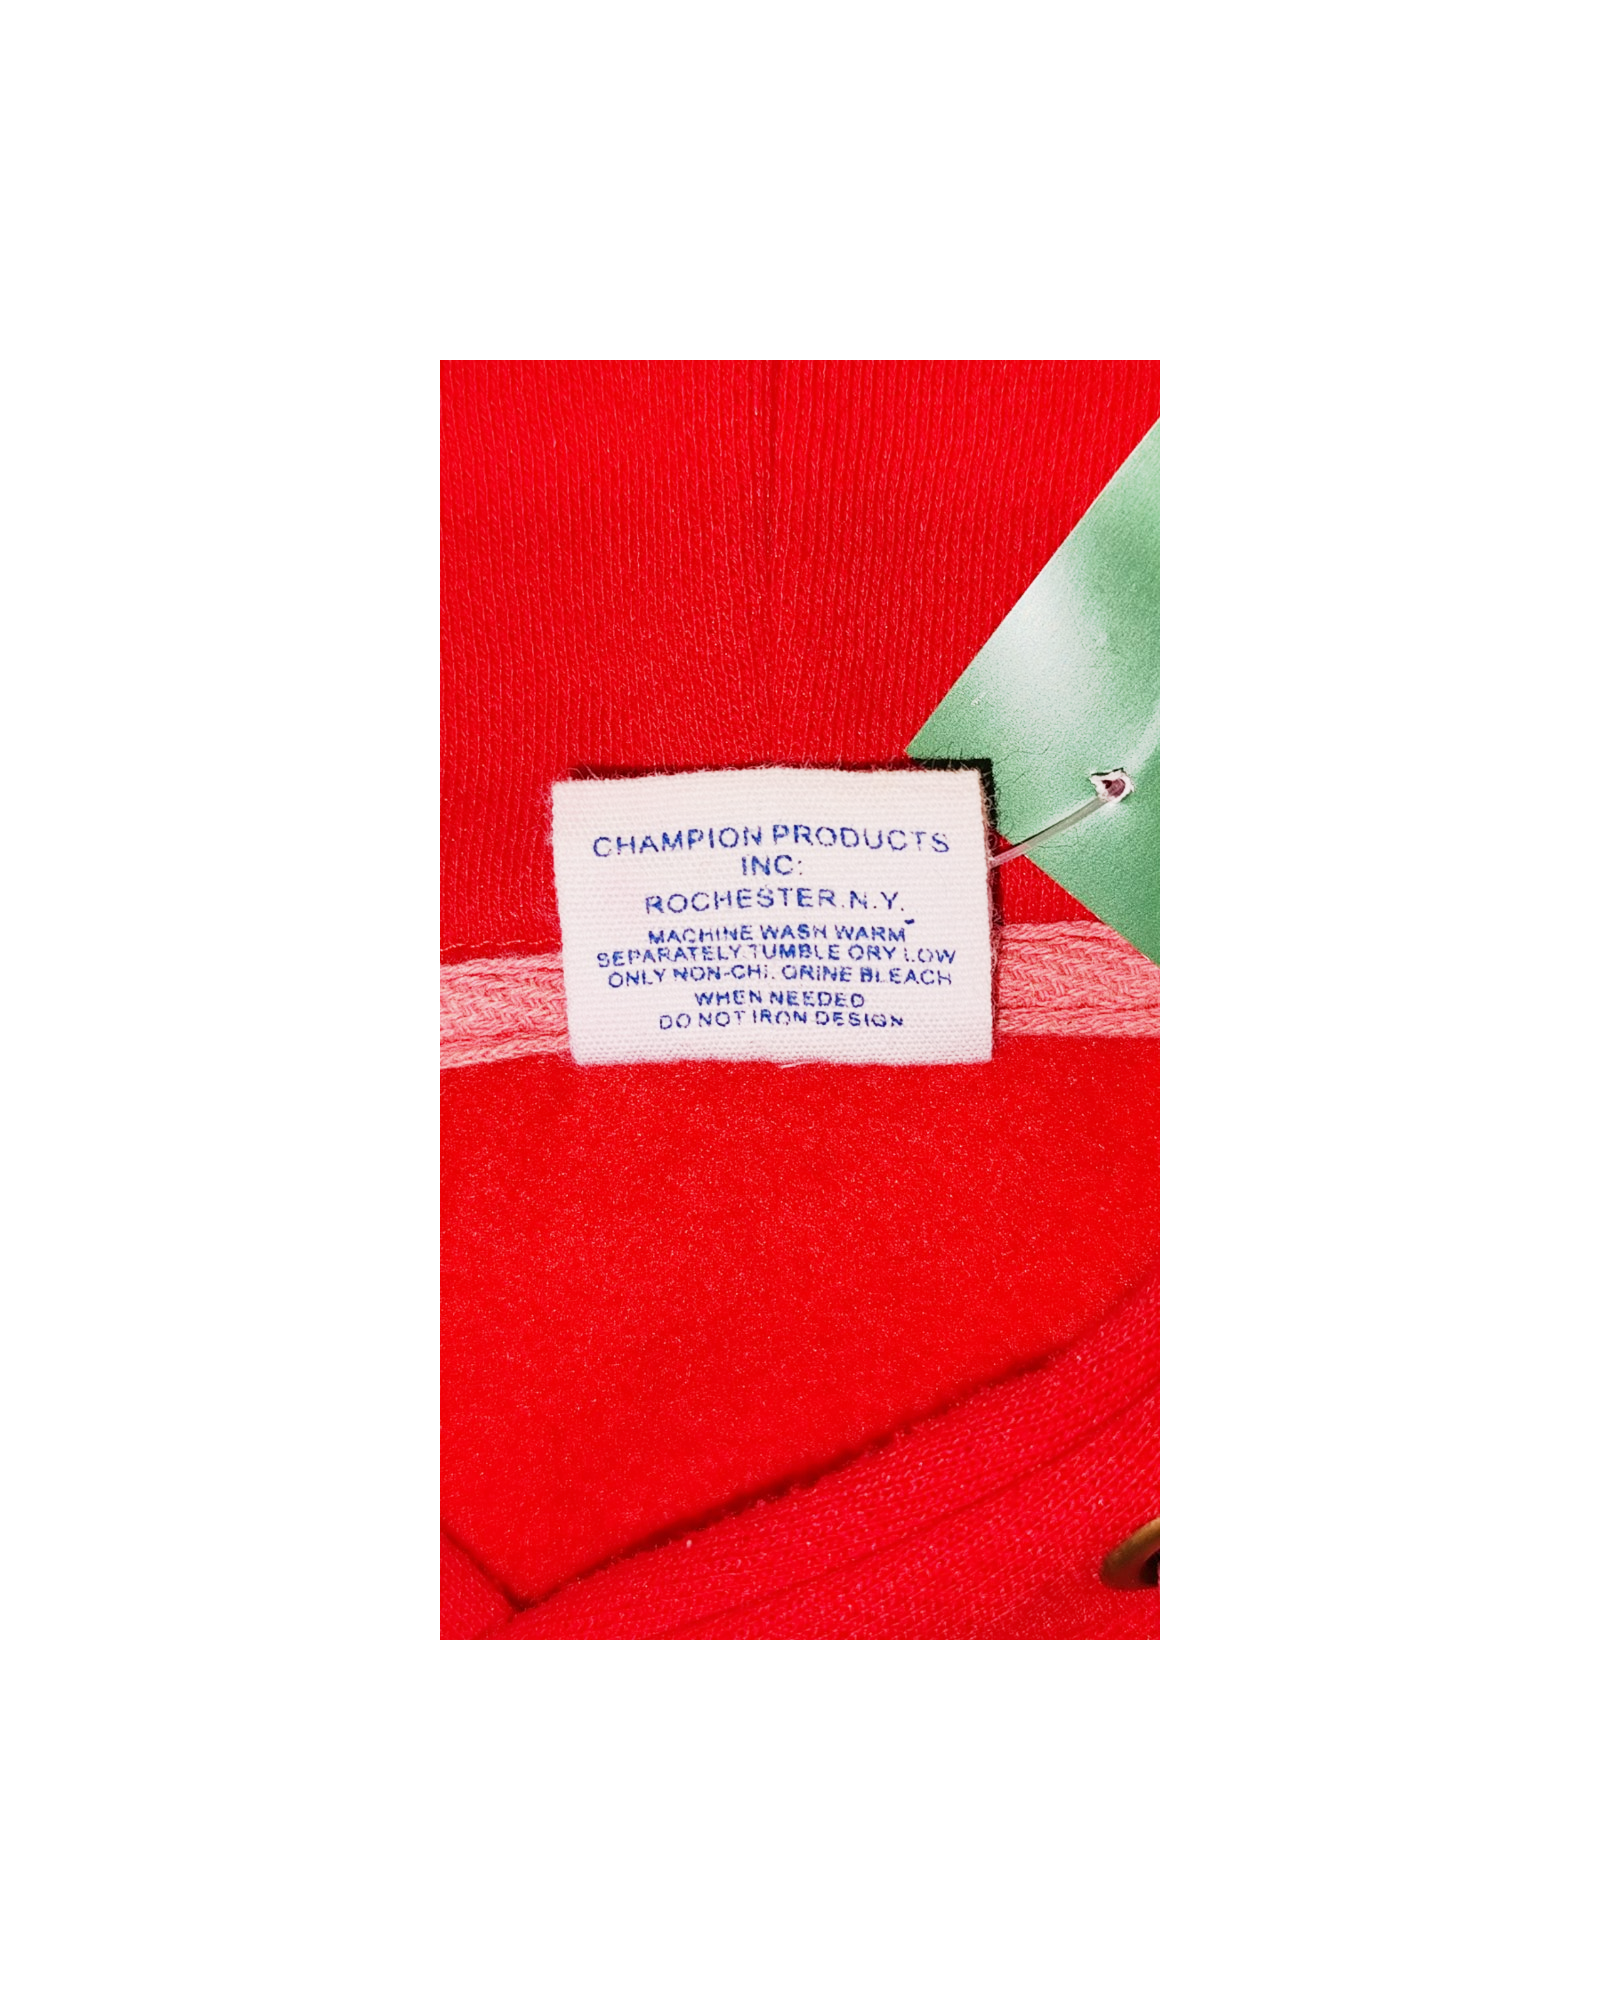 CHAMPION PRODUCTS
INC:
ROCHESTER.N.Y.
MACHINE WASH WARM
SEPARATELY.TUMBLE DRY LOW
ONLY NON-CHLORINE BLEACH
WHEN NEEDED
DO NOT IRON DESIGN